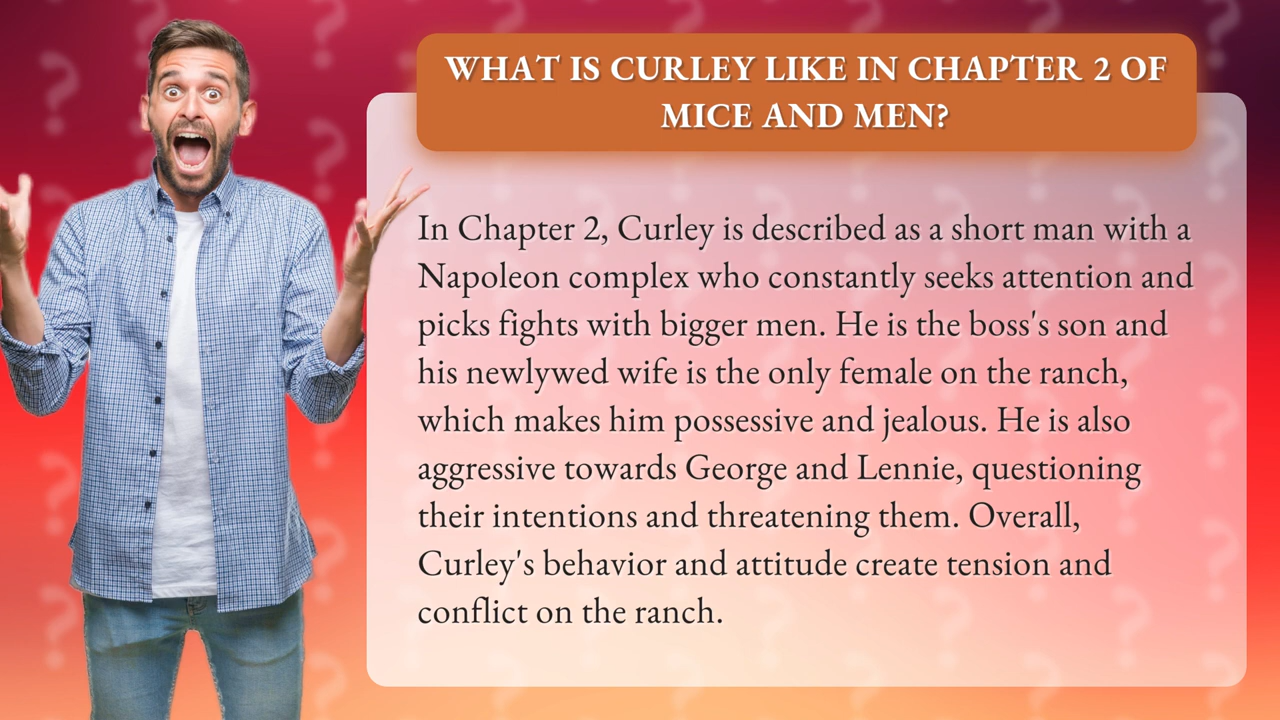 WHAT IS CURLEY LIKE IN CHAPTER 2 OF
MICE AND MEN?
In Chapter 2, Curley is described as a short man with a
Napoleon complex who constantly seeks attention and
picks fights with bigger men. He is the boss's son and
his newlywed wife is the only female on the ranch,
which makes him possessive and jealous. He is also
aggressive towards George and Lennie, questioning
their intentions and threatening them. Overall,
Curley's behavior and attitude create tension and
conflict on the ranch.